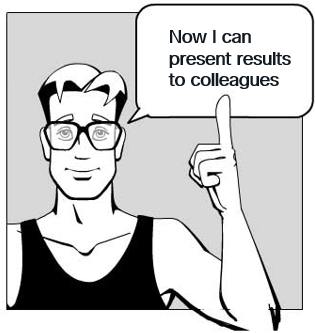 Now I can
present results
to colleagues